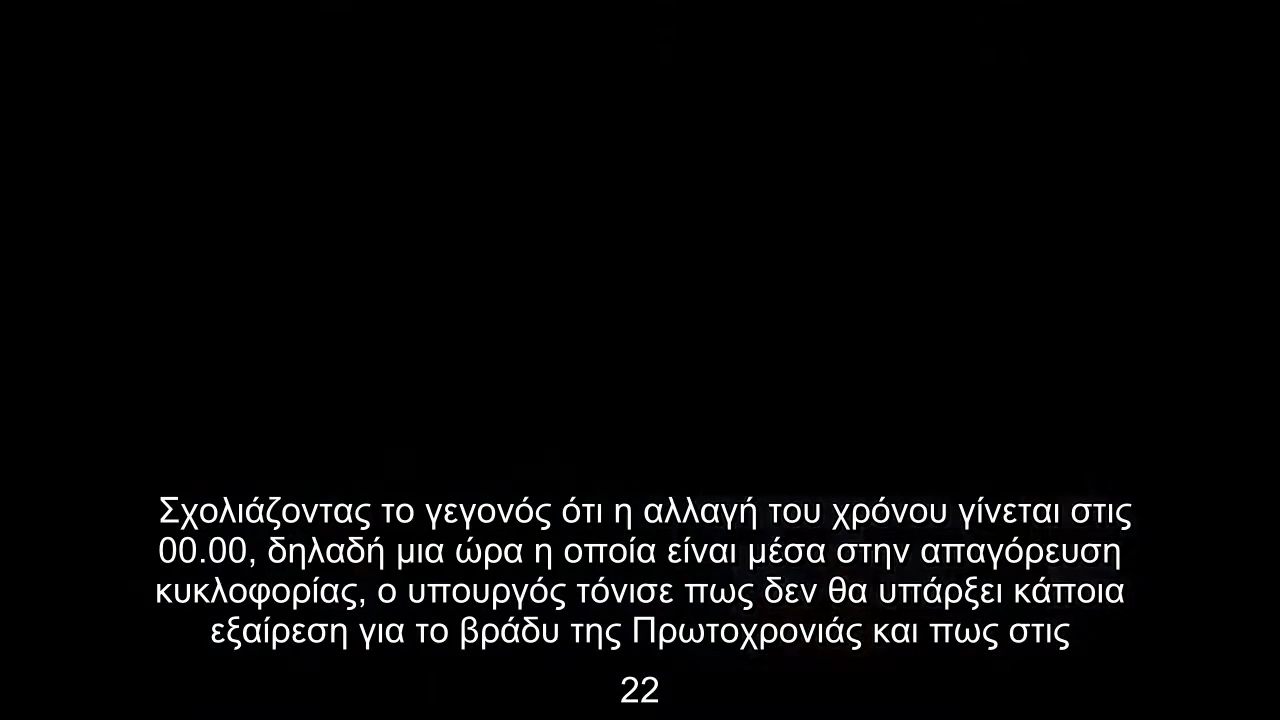 Σχολιάζοντας το γεγονός ότι η αλλαγή του χρόνου γίνεται στις
00.00, δηλαδή μια ώρα η οποία είναι μέσα στην απαγόρευση
κυκλοφορίας, ο υπουργός τόνισε πως δεν θα υπάρξει κάποια
εξαίρεση για το βράδυ της Πρωτοχρονιάς και πως στις
22